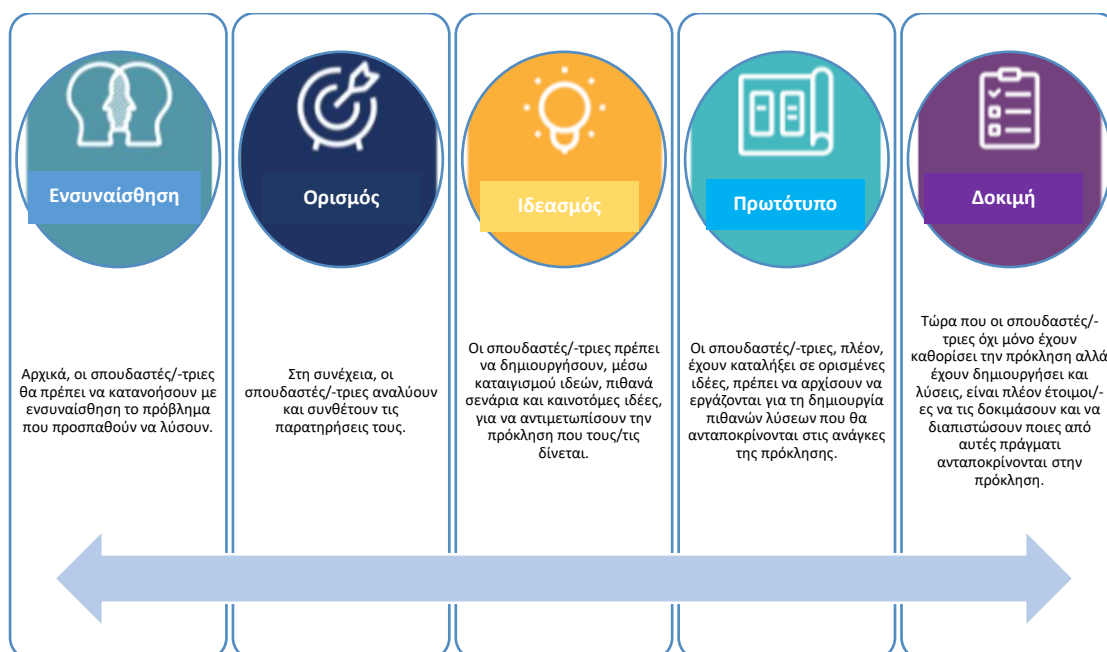 Ενσυναίσθηση
Αρχικά, οι σπουδαστές/-τριες
θα πρέπει να κατανοήσουν με
ενσυναίσθηση το πρόβλημα
που προσπαθούν να λύσουν.
Ορισμός
Στη συνέχεια, οι
σπουδαστές/-τριες αναλύουν
και συνθέτουν τις
παρατηρήσεις τους.
Ιδεασμός
Οι σπουδαστές/-τριες πρέπει
να δημιουργήσουν, μέσω
καταιγισμού ιδεών, πιθανά
σενάρια και καινοτόμες ιδέες,
για να αντιμετωπίσουν την
πρόκληση που τους/τις
δίνεται.
Πρωτότυπο
Οι σπουδαστές/-τριες, πλέον,
έχουν καταλήξει σε ορισμένες
ιδέες, πρέπει να αρχίσουν να
εργάζονται για τη δημιουργία
πιθανών λύσεων που θα
ανταποκρίνονται στις ανάγκες
της πρόκλησης.
Δοκιμή
Τώρα που οι σπουδαστές/-
τριες όχι μόνο έχουν
καθορίσει την πρόκληση αλλά
έχουν δημιουργήσει και
λύσεις, είναι πλέον έτοιμοι/-
ες να τις δοκιμάσουν και να
διαπιστώσουν ποιες από
αυτές πράγματι
ανταποκρίνονται στην
πρόκληση.